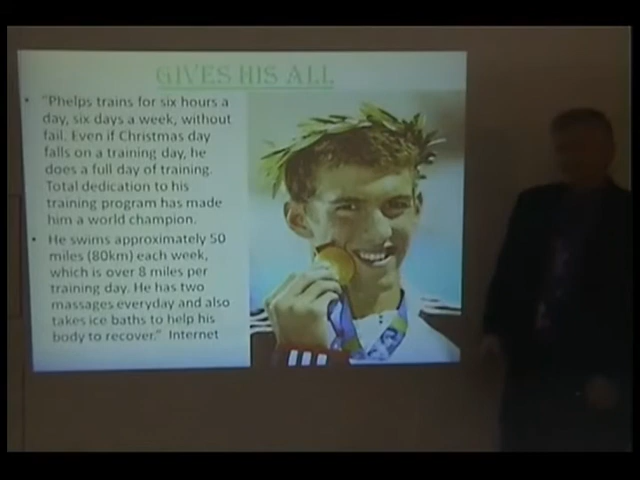 GIVES HIS ALL
• "Phelps trains for six hours a
day, six days a week, without
fail. Even if Christmas day
falls on a training day, he
does a full day of training.
Total dedication to his
training program has made
him a world champion.
• He swims approximately 50
miles (80km) each week,
which is over 8 miles per
training day. He has two
massages everyday and also
takes ice baths to help his
body to recover." Internet